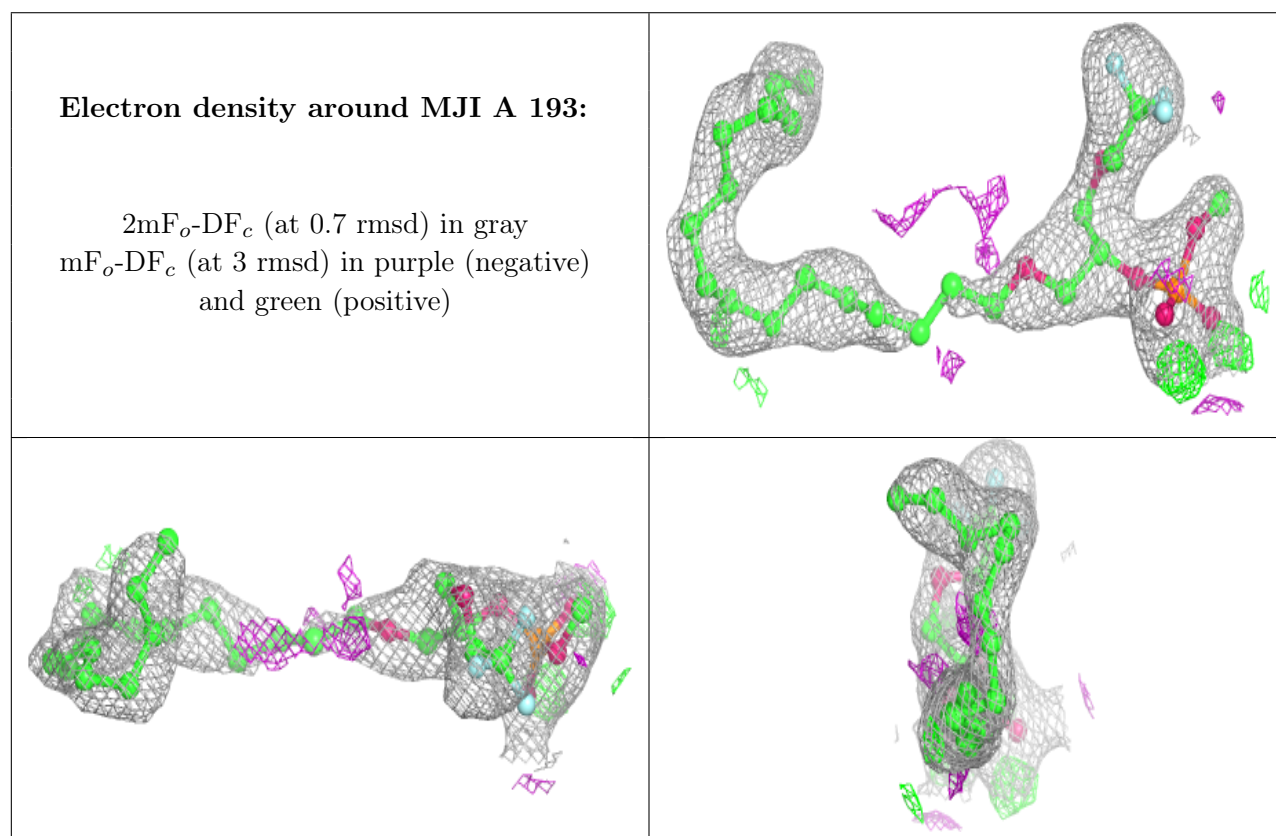 Electron density around MJI A 193:
2mFo-DFc (at 0.7 rmsd) in gray
mFo-DFc (at 3 rmsd) in purple (negative)
and green (positive)